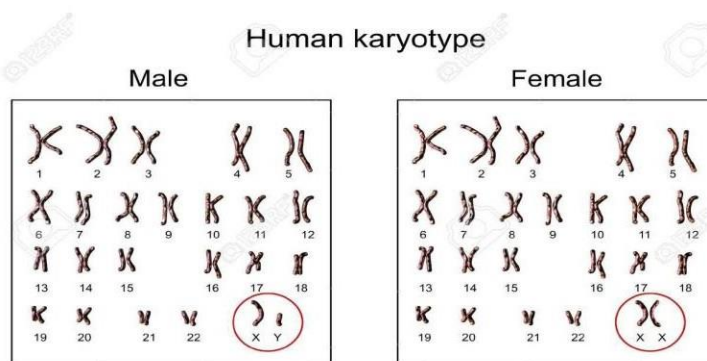 Human karyotype
Male
Female
1 2 3 4 5
6 7 8 9 10 11 12
13 14 15 16 17 18
19 20 21 22 X Y
1 2 3 4 5
6 7 8 9 10 11 12
13 14 15 16 17 18
19 20 21 22 X X